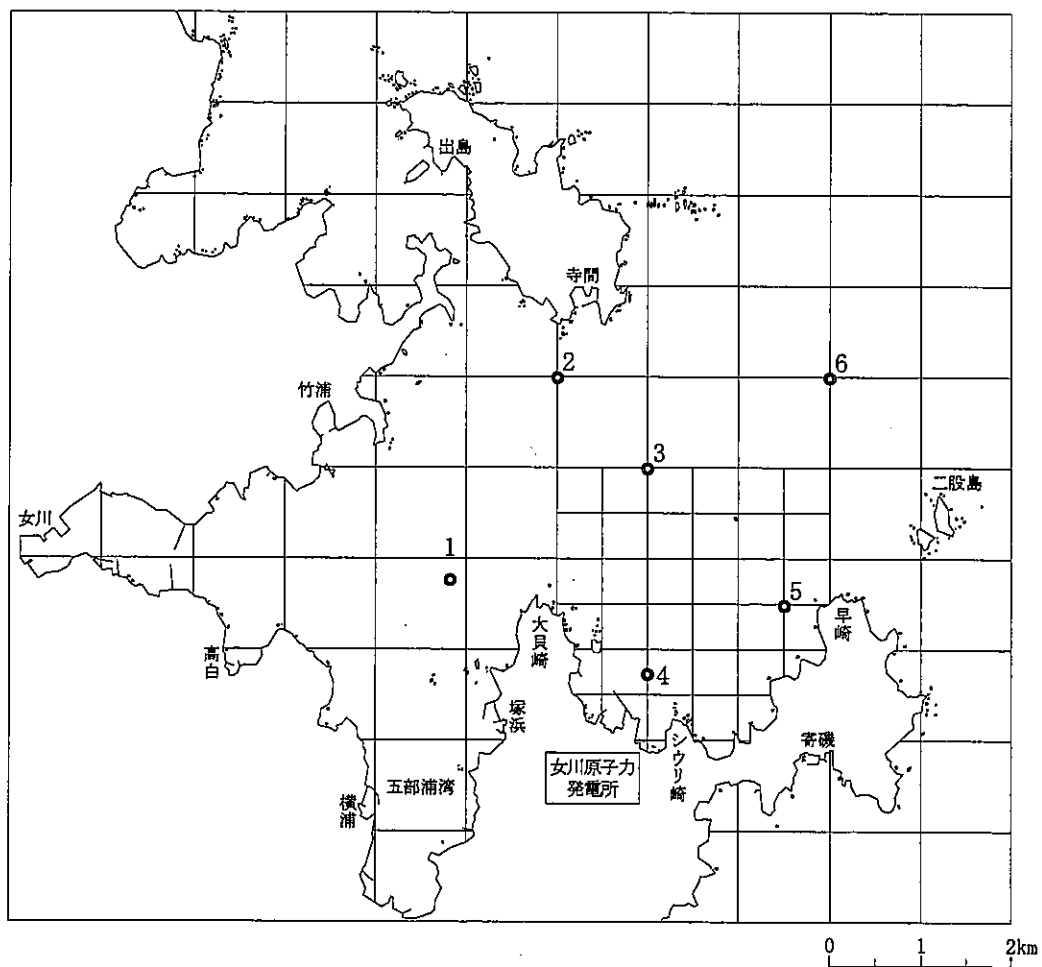 出島
寺間
2
6
竹浦
3
二股島
女川
1
5
大貝崎
早崎
高白
4
塚浜
シウリ崎
寄磯
女川原子力
発電所
五部浦湾
横浦
0 1 2km